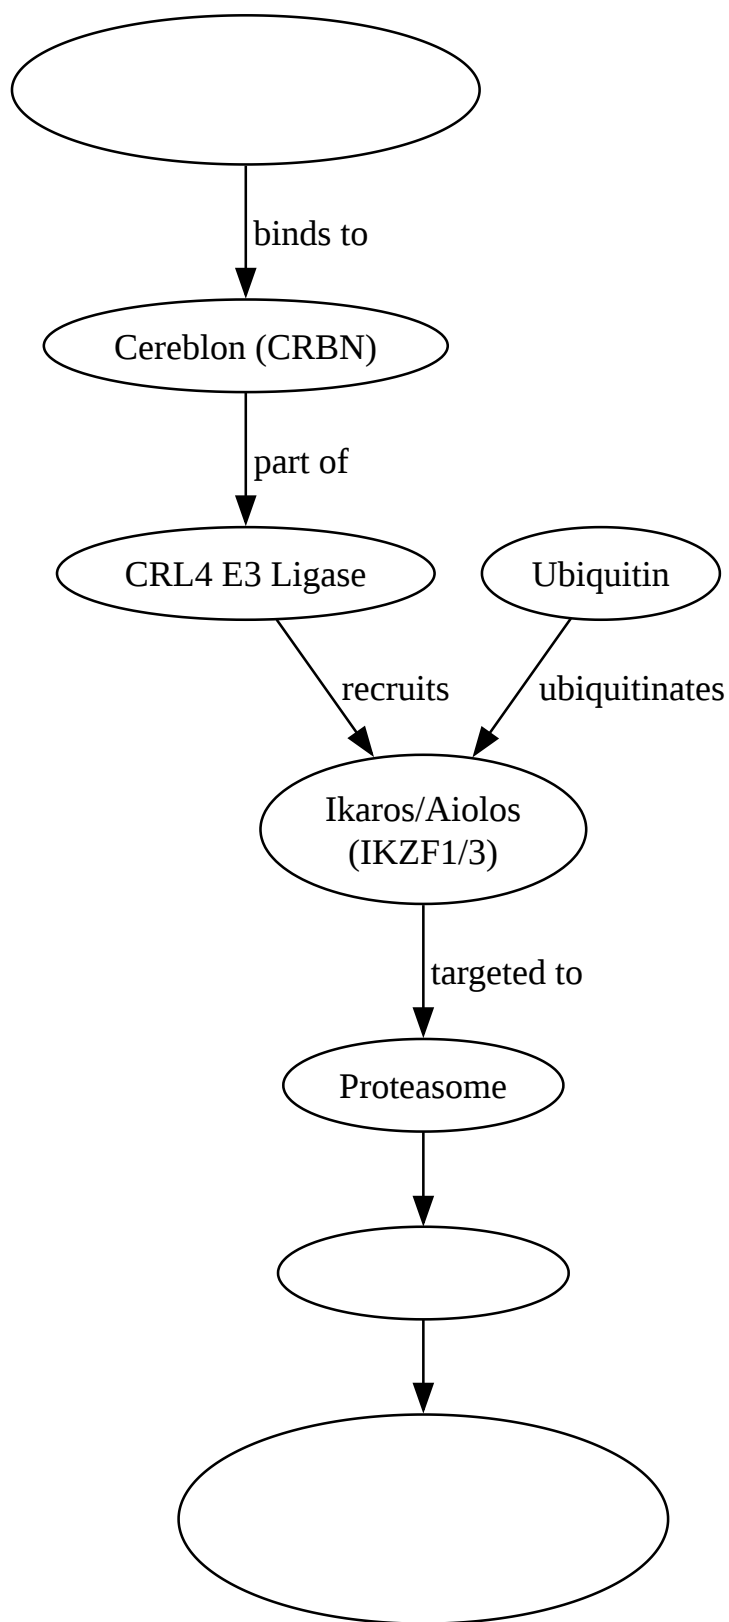 binds to
Cereblon (CRBN)
part of
CRL4 E3 Ligase
Ubiquitin
recruits
ubiquitinates
Ikaros/Aiolos
(IKZF1/3)
targeted to
Proteasome